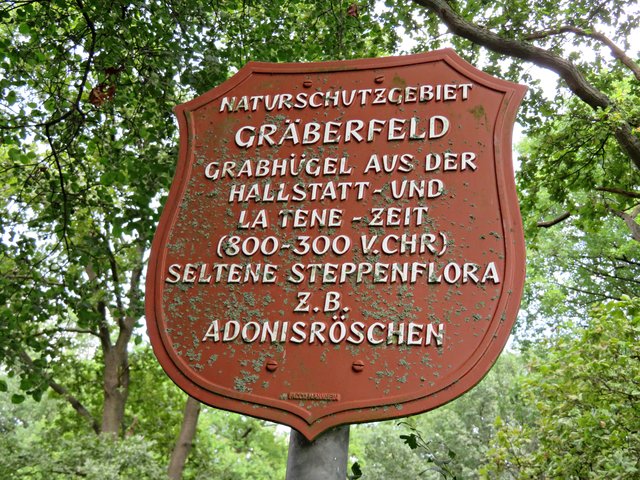 NATURSCHUTZGEBIET
GRÄBERFELD
GRABHÜGEL AUS DER
HALLSTATT-UND
LA TENE-ZEIT
(800-300 V.CHR)
SELTENE STEPPENFLORA
Z.B.
ADONISRÖSCHEN